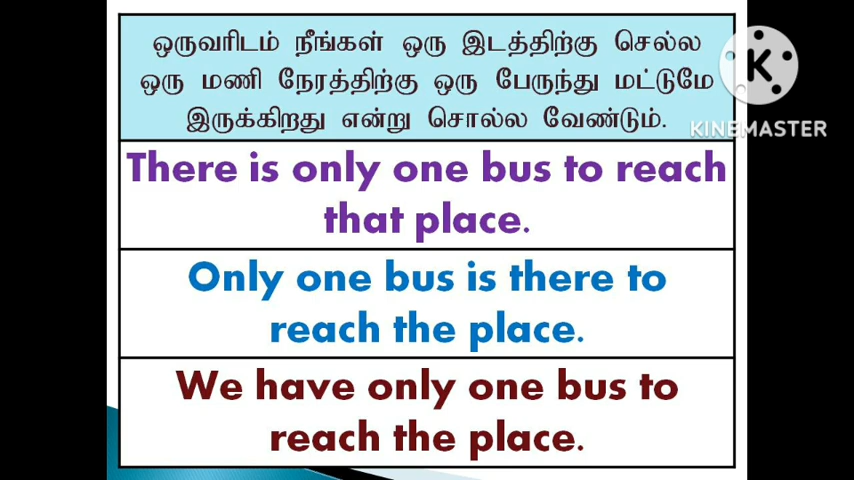 ஒருவரிடம் நீங்கள் ஒரு இடத்திற்கு செல்ல
ஒரு மணி நேரத்திற்கு ஒரு பேருந்து மட்டுமே
இருக்கிறது என்று சொல்ல வேண்டும்.
K
KINEMASTER
There is only one bus to reach
that place.
Only one bus is there to
reach the place.
We have only one bus to
reach the place.